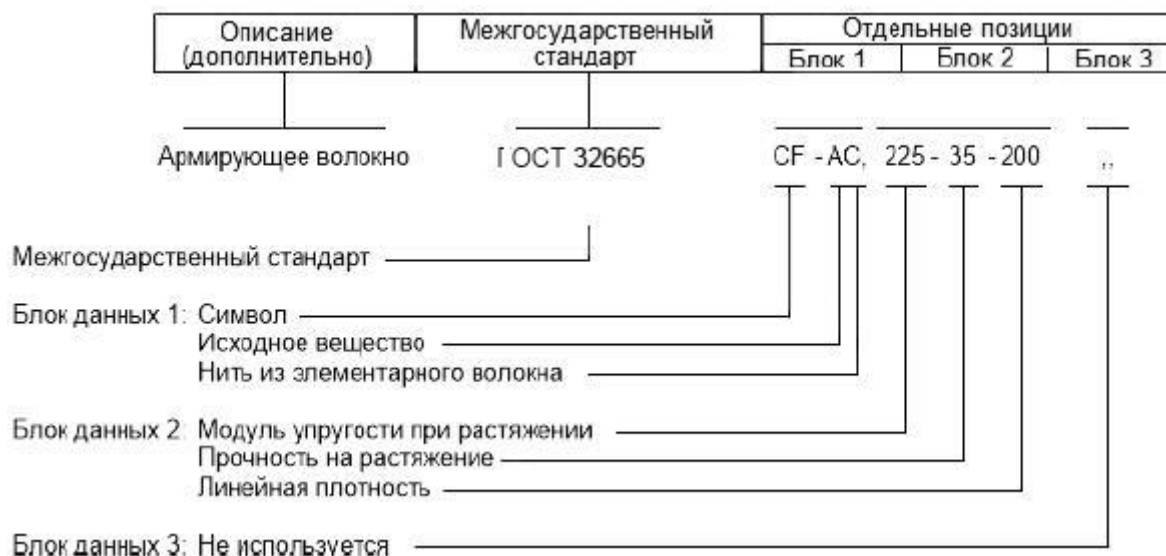 Описание Межгосударственный Отдельные позиции
(дополнительно) стандарт Блок 1 Блок 2 Блок 3
Армирующее волокно ГОСТ 32665 CF - AC, 225 - 35 - 200 ,,
Межгосударственный стандарт
Блок данных 1: Символ
Исходное вещество
Нить из элементарного волокна
Блок данных 2: Модуль упругости при растяжении
Прочность на растяжение
Линейная плотность
Блок данных 3: Не используется